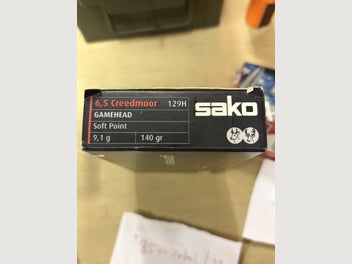 6,5 Creedmoor 129H
GAMEHEAD
Soft Point
9,1 g 140 gr
sako